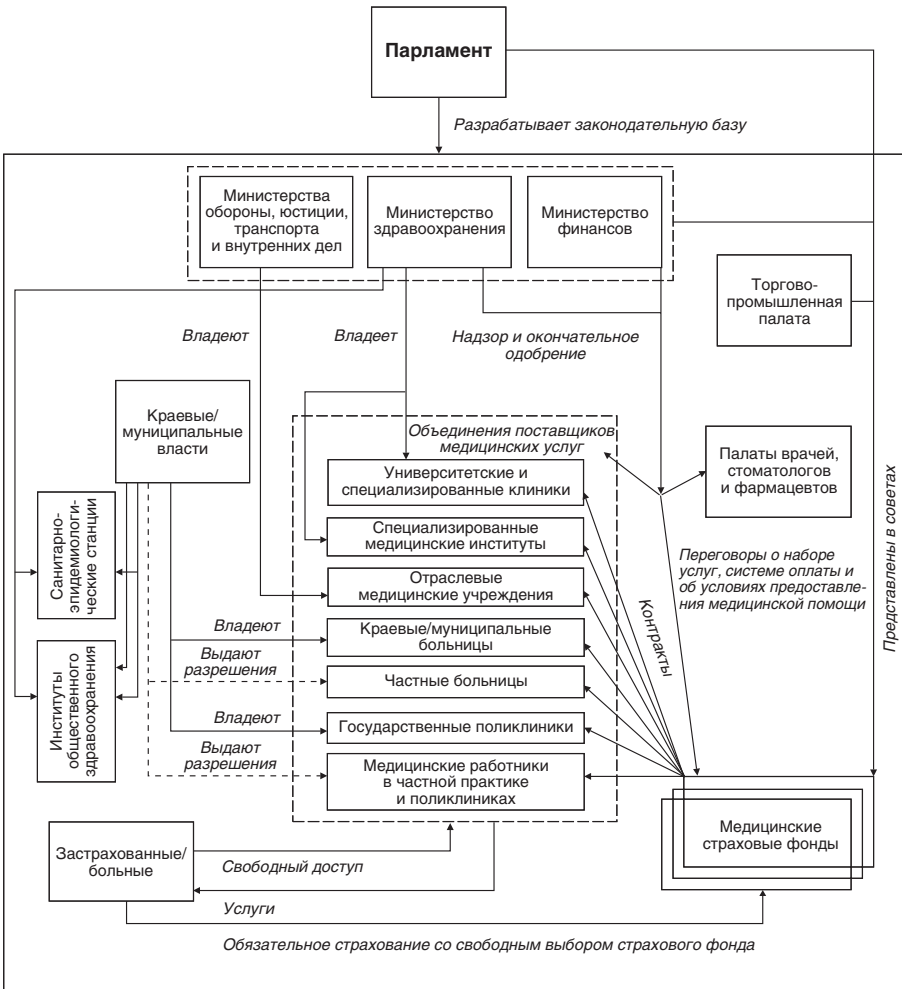 Парламент
Разрабатывает законодательную базу
Министерства
обороны, юстиции,
транспорта
и внутренних дел
Министерство
здравоохранения
Министерство
финансов
Торгово-
промышленная
палата
Владеют
Владеет
Надзор и окончательное
одобрение
Краевые/
муниципальные
власти
Объединения поставщиков
медицинских услуг
Палаты врачей,
стоматологов
и фармацевтов
Университетские и
специализированные клиники
Санитарно-
эпидемиологи-
ческие станции
Специализированные
медицинские институты
Переговоры о наборе
услуг, системе оплаты и
об условиях предоставле-
ния медицинской помощи
Представлены в советах
Отраслевые
медицинские учреждения
Контракты
Владеют
Краевые/муниципальные
больницы
Выдают
разрешения
Частные больницы
Институты
общественного
здравоохранения
Владеют
Государственные поликлиники
Выдают
разрешения
Медицинские работники
в частной практике
и поликлиниках
Медицинские
страховые фонды
Застрахованные/
больные
Свободный доступ
Услуги
Обязательное страхование со свободным выбором страхового фонда